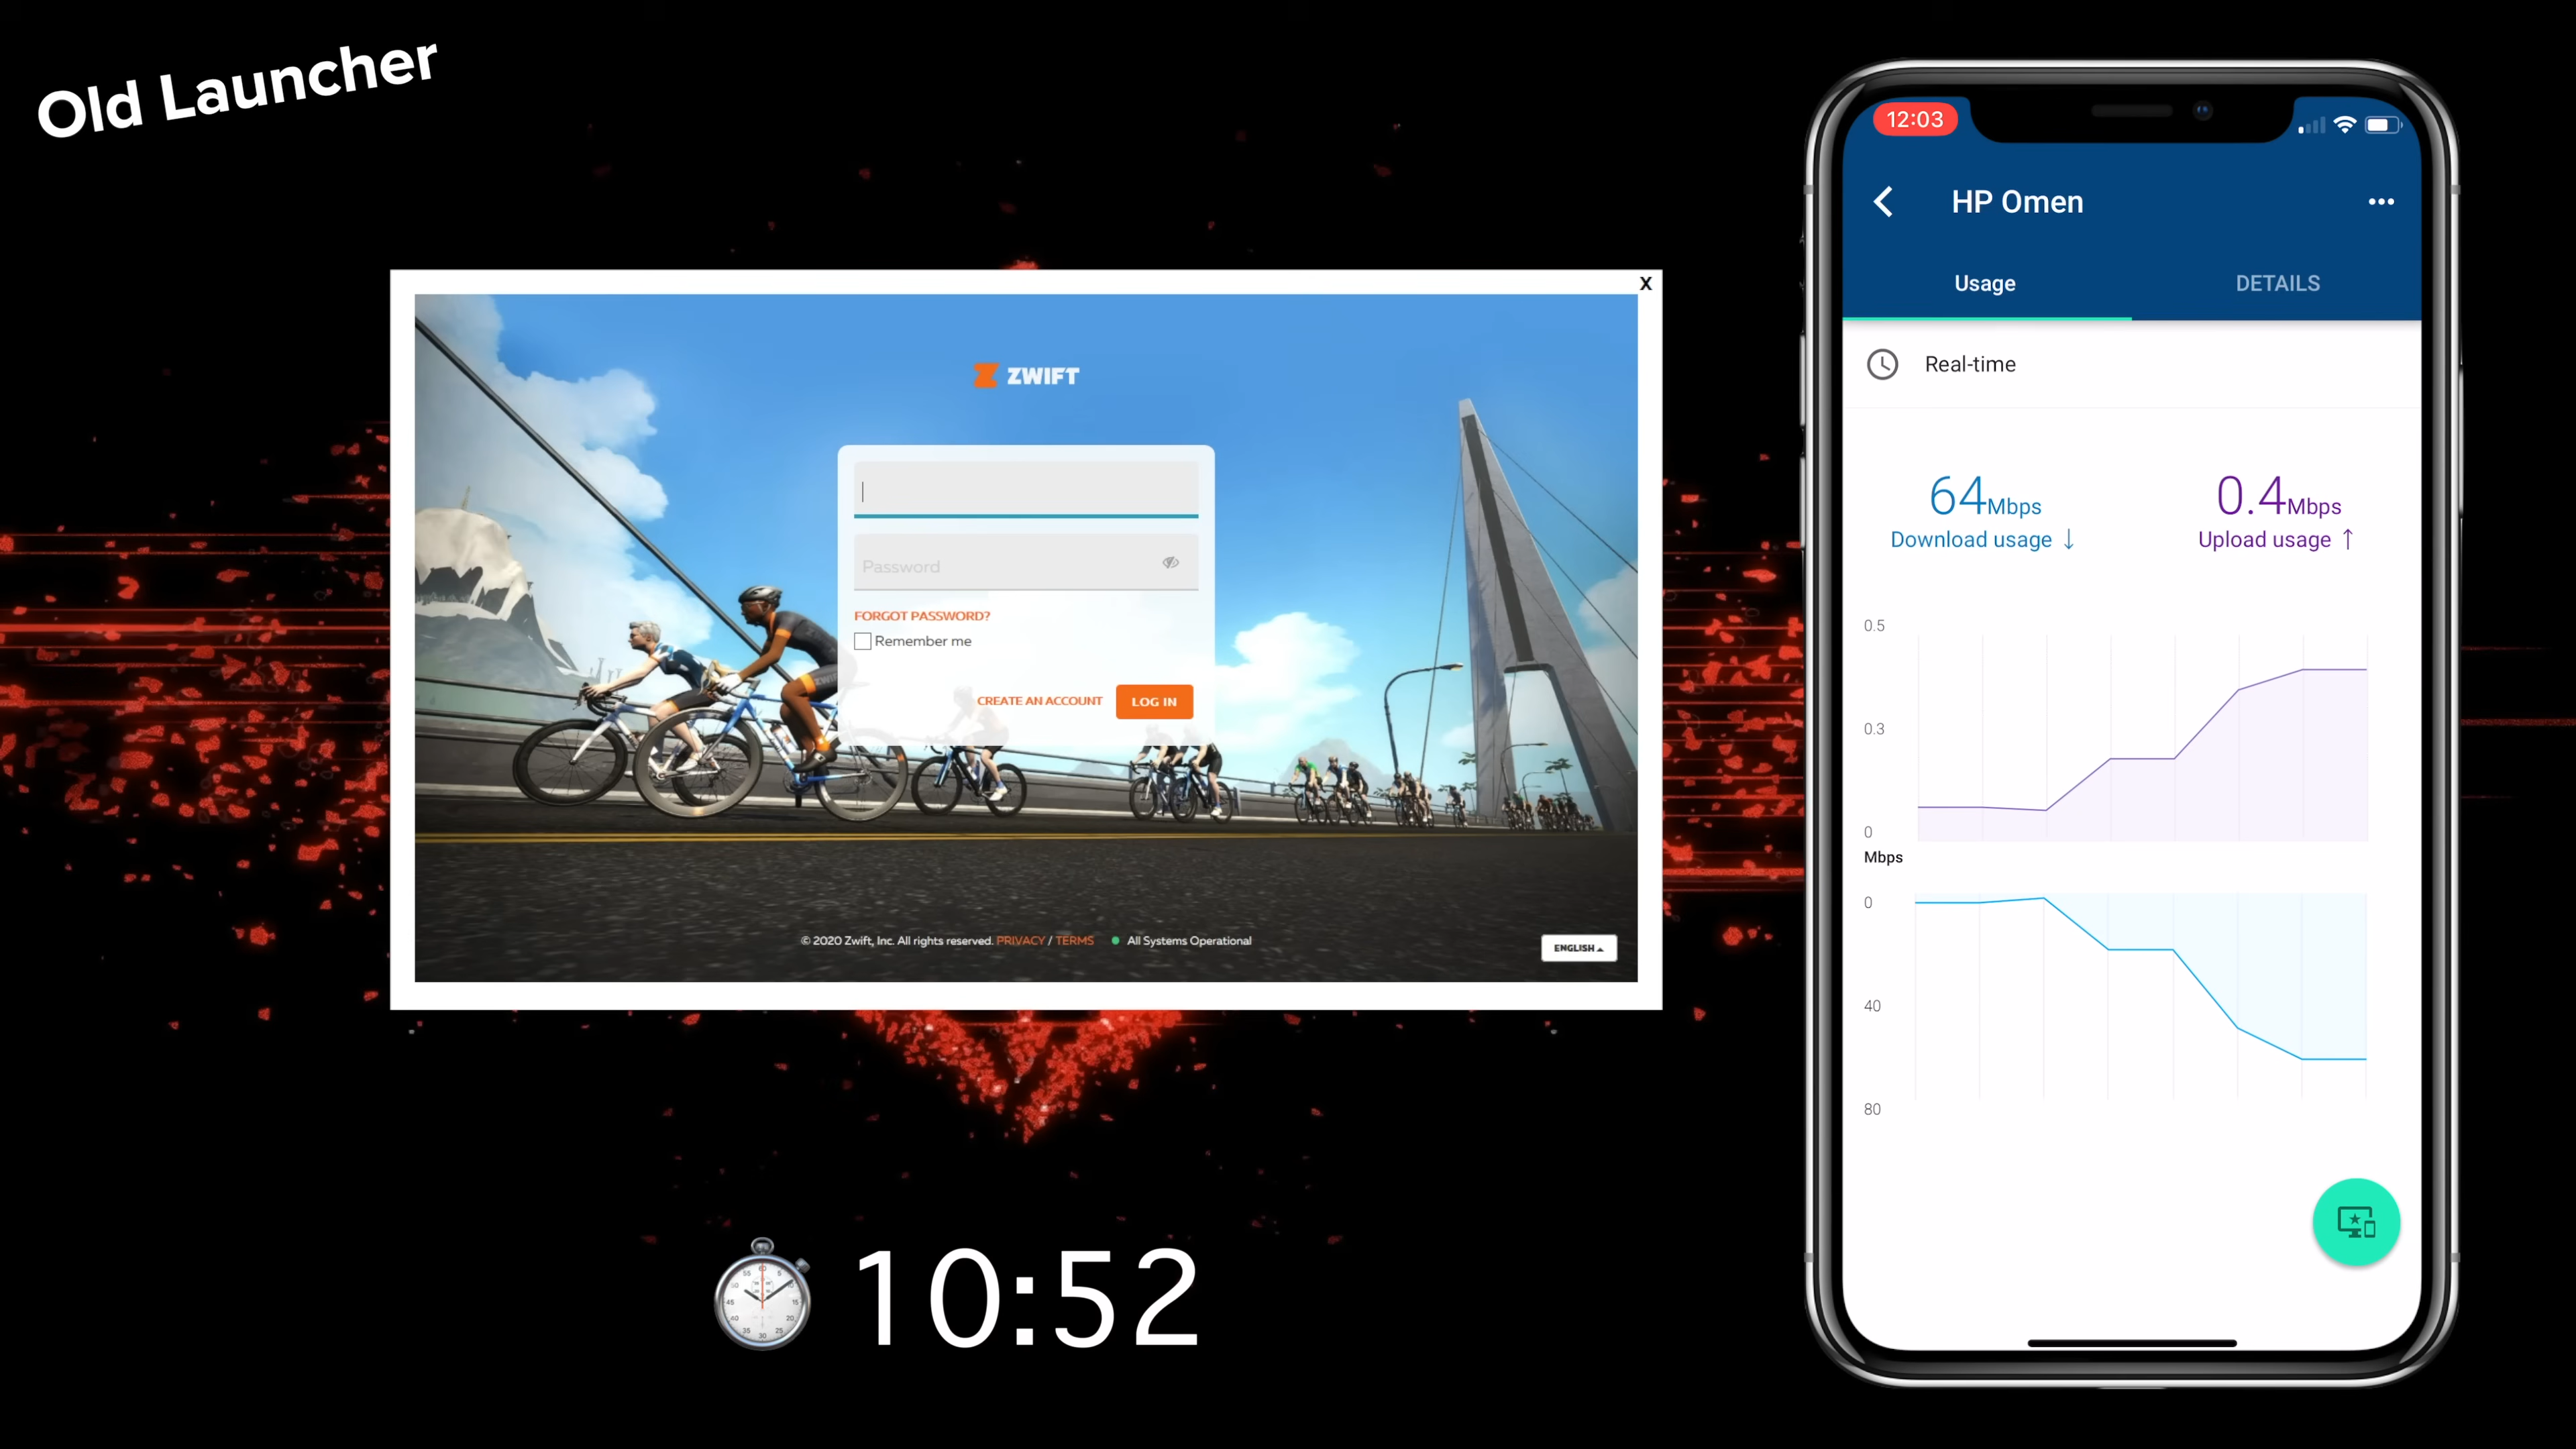 Old Launcher
X
ZWIFT
Password
FORGOT PASSWORD?
Remember me
CREATE AN ACCOUNT
LOG IN
© 2020 Zwift, Inc. All rights reserved. PRIVACY / TERMS
All Systems Operational
ENGLISH
10:52
12:03
HP Omen
Usage
DETAILS
Real-time
64Mbps
Download usage ↓
0.4Mbps
Upload usage ↑
0.5
0.3
0
Mbps
0
40
80